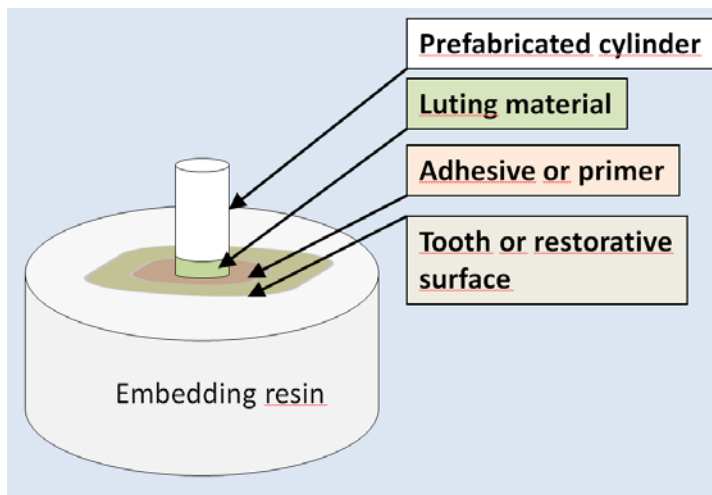 Prefabricated cylinder
Luting material
Adhesive or primer
Tooth or restorative
surface
Embedding resin